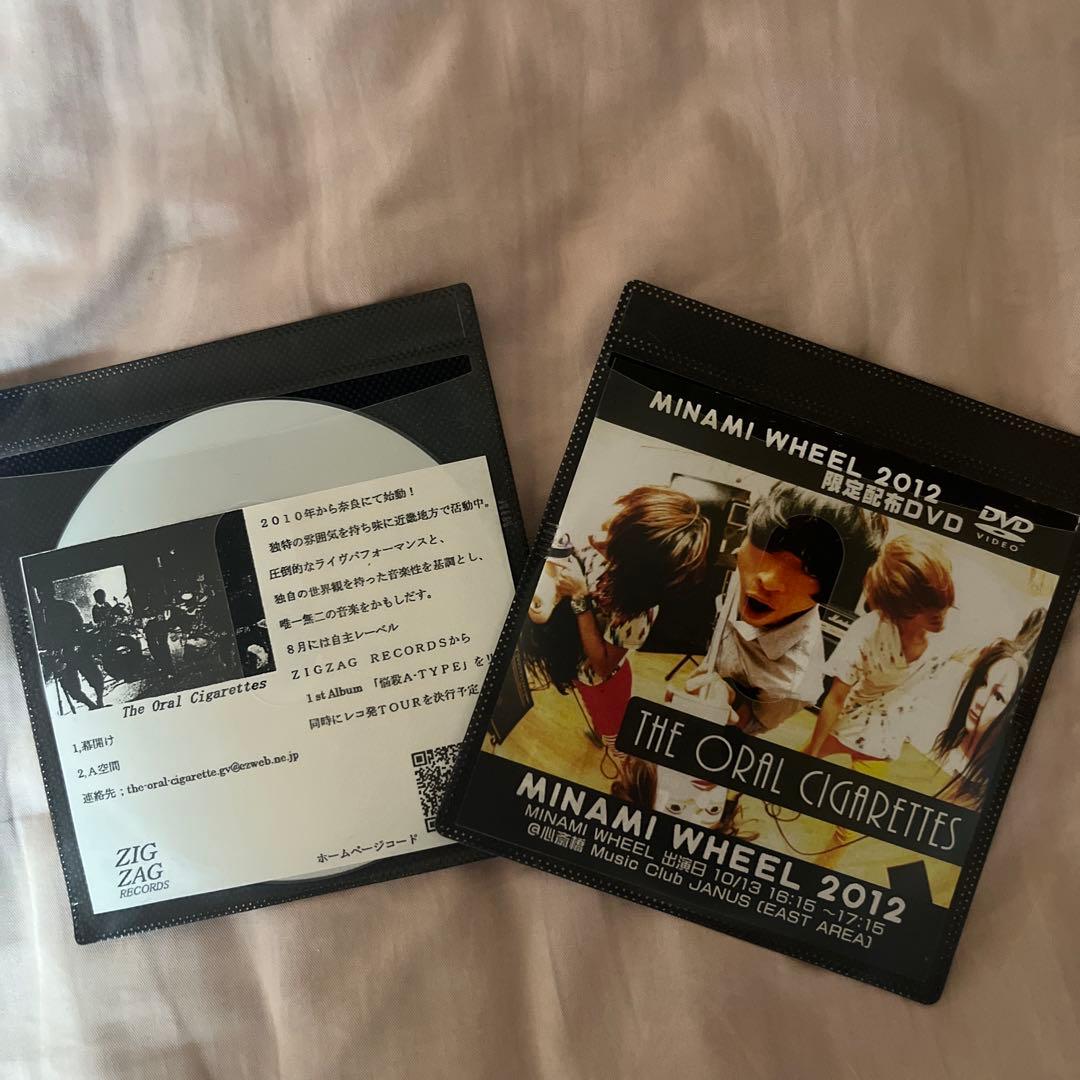 2010年から奈良にて始動!
独特の雰囲気を持ち味に近畿地方で活動中。
圧倒的なライヴパフォーマンスと、
独自の世界観を持った音楽性を基調とし、
唯一無二の音楽をかもしだす。
8月には自主レーベル
ZIGZAG RECORDSから
1st Album 「悩殺A-TYPE」を
同時にレコ発TOURを決行予定
The Oral Cigarettes
1,幕開け
2,A空間
連絡先;the-oral-cigarette.gv@ezweb.ne.jp
ZIG
ZAG
RECORDS
ホームページコード
MINAMI WHEEL 2012
限定配布DVD
DVD
VIDEO
THE ORAL CIGARETTES
MINAMI WHEEL 2012
MINAMI WHEEL 出演日 10/13 16:15 ~17:15
@心斎橋 Music Club JANUS (EAST AREA)